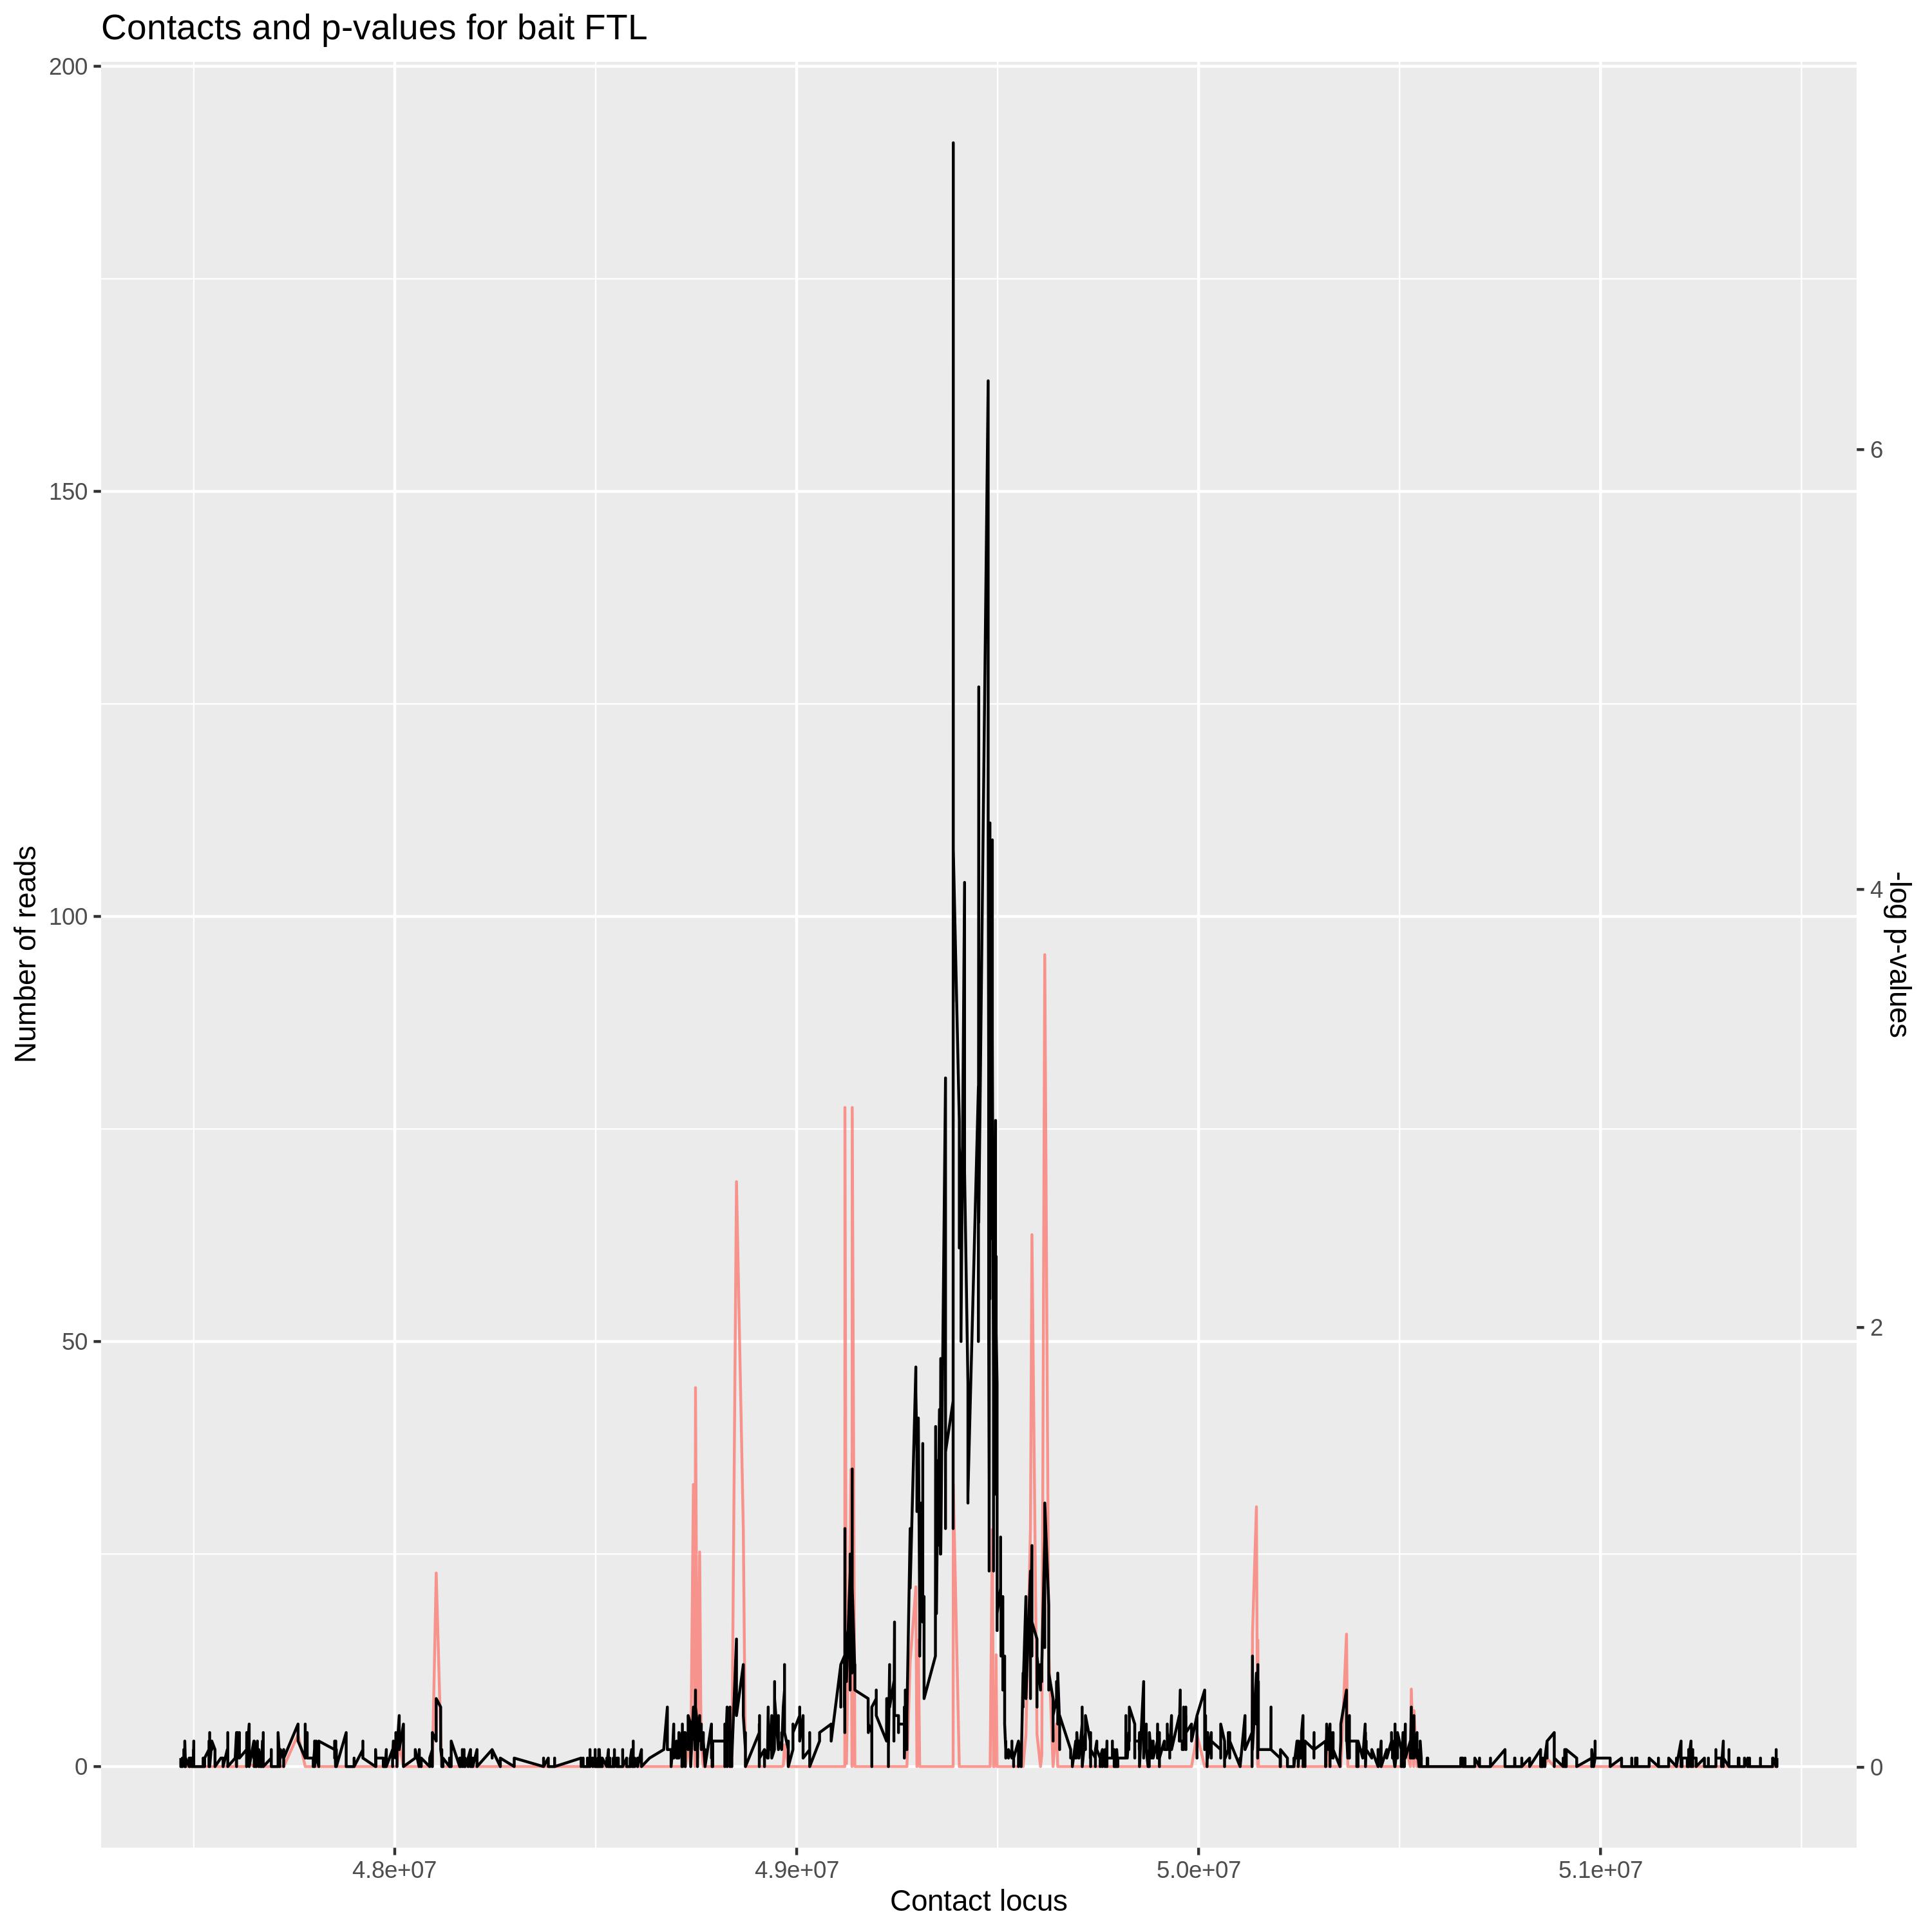 Contacts and p-values for bait FTL
200
150
100
50
0
Number of reads
6
4
2
0
-log p-values
4.8e+07
4.9e+07
5.0e+07
5.1e+07
Contact locus